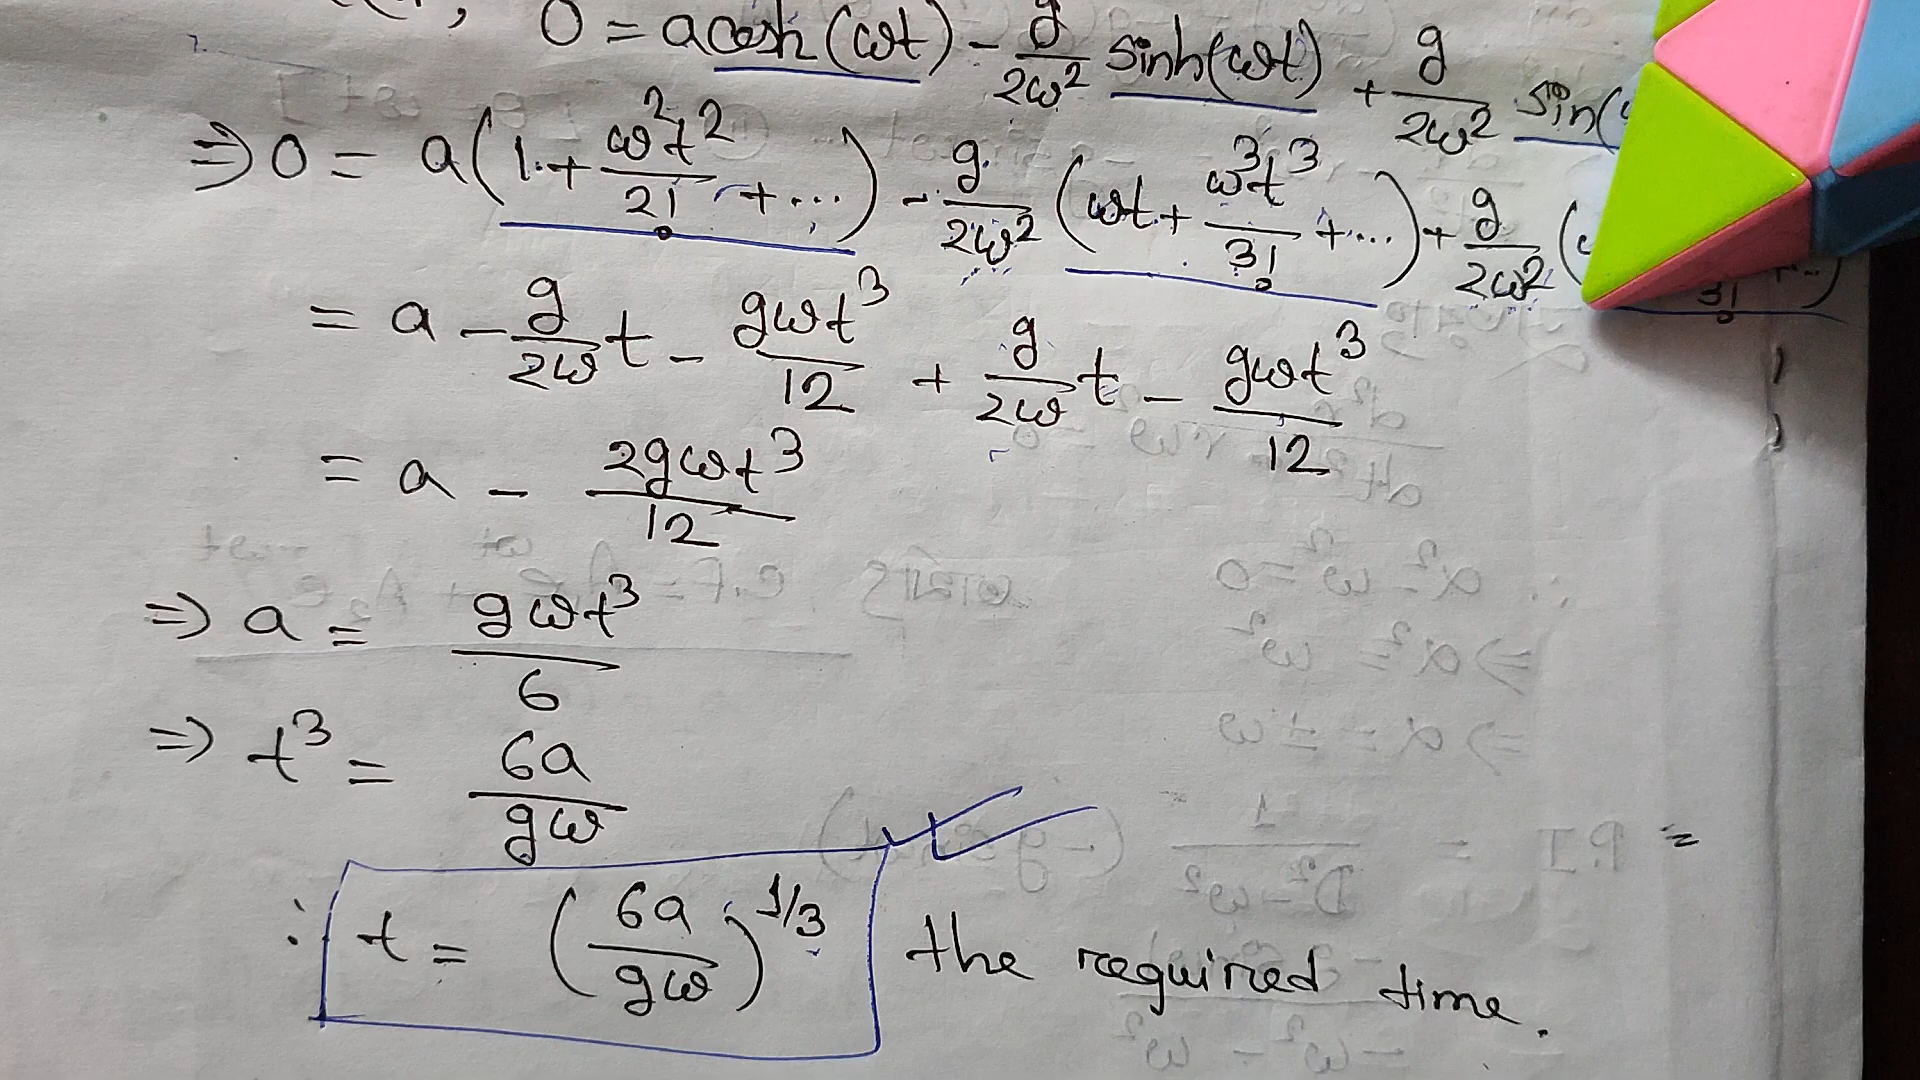 0 = a cosh(ωt) - g/2ω² sinh(ωt) + g/2ω² sin(
⇒ 0 = a(1 + ω²t²/2! + ...) - g/2ω² (ωt + ω³t³/3! + ...) + g/2ω² (
= a - g/2ω t - gωt³/12 + g/2ω t - gωt³/12
= a - 2gωt³/12
⇒ a = gωt³/6
⇒ t³ = 6a/gω
∴ t = (6a/gω)^1/3 the required time.